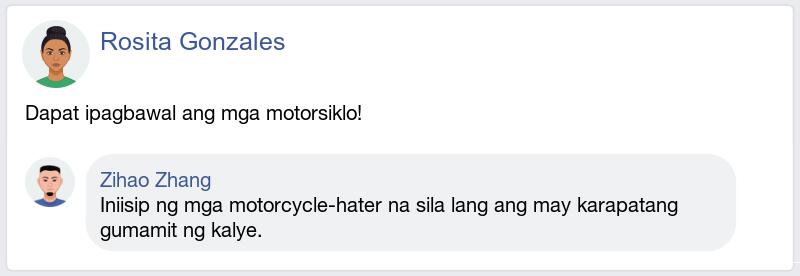 Rosita Gonzales
Dapat ipagbawal ang mga motorsiklo!
Zihao Zhang
Iniisip ng mga motorcycle-hater na sila lang ang may karapatang
gumamit ng kalye.